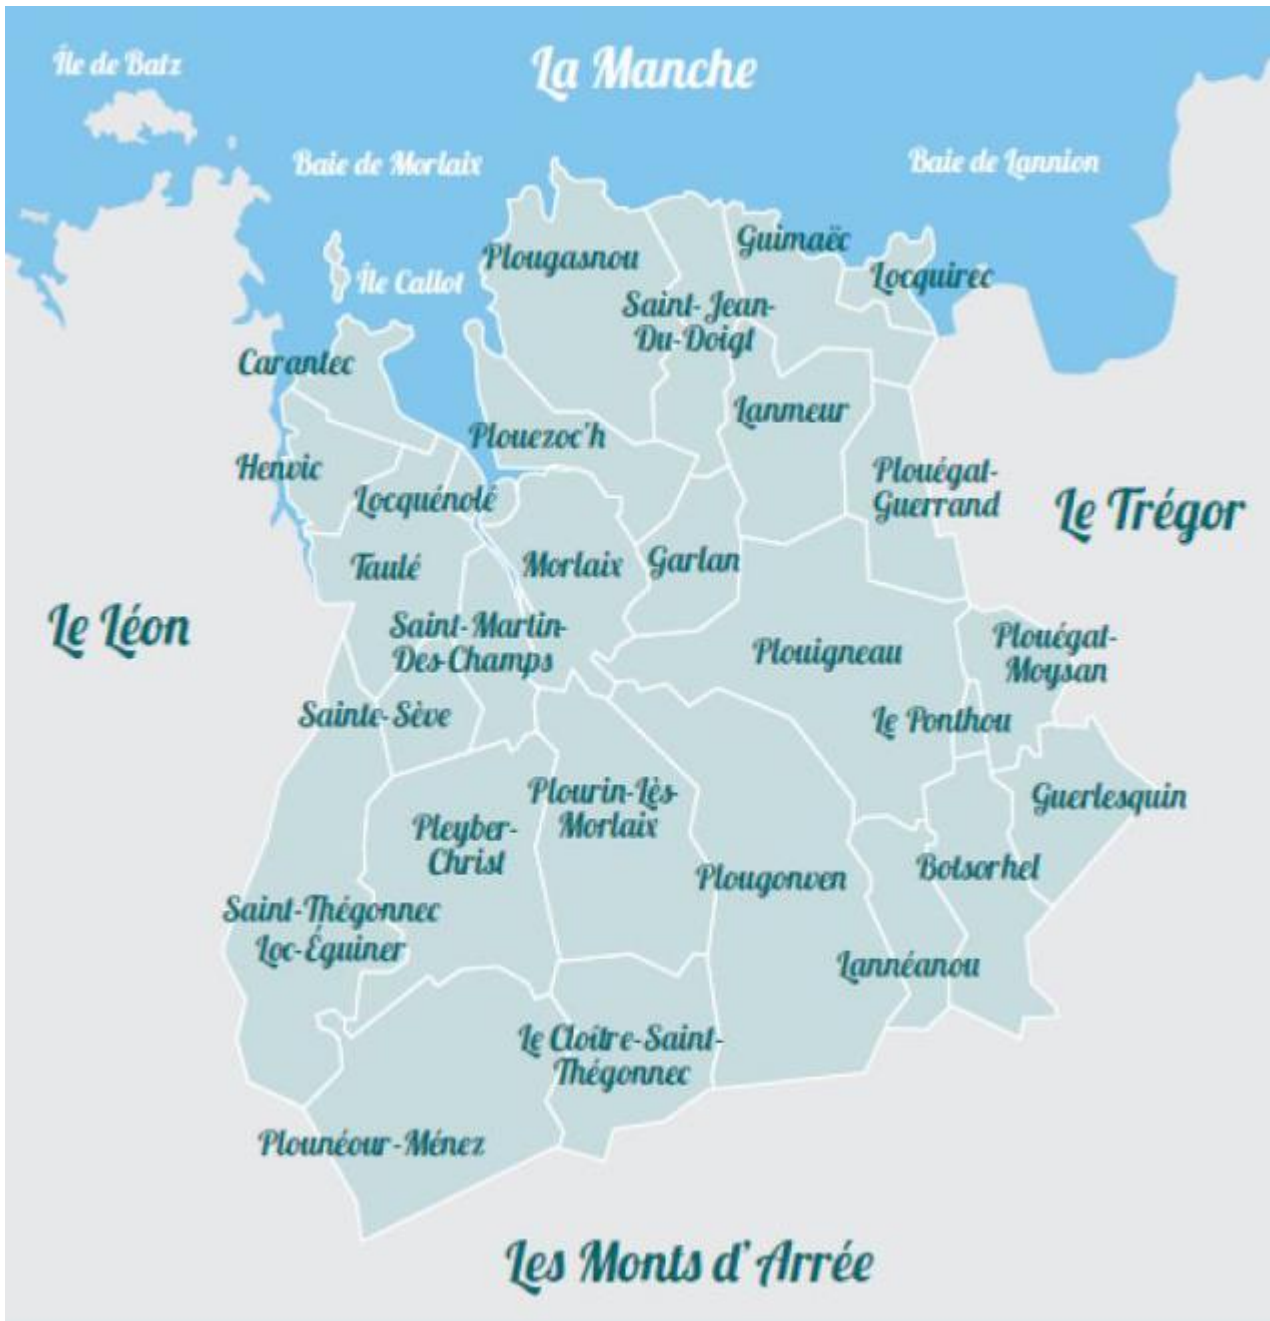 Île de Batz
La Manche
Baie de Morlaix
Baie de Lannion
Plougasnou
Guimaëc
Locquirec
Île Callot
Saint-Jean-
Du-Doigt
Carantec
Lanmeur
Plouezoc'h
Henvic
Locquénolé
Plouégat-
Guerrand
Le Trégor
Taulé
Morlaix
Garlan
Le Léon
Saint-Martin-
Des-Champs
Plouigneau
Plouégat-
Moysan
Sainte-Sève
Le Ponthou
Plourin-Lès-
Morlaix
Guerlesquin
Pleyber-
Christ
Plougonven
Botsorhel
Saint-Thégonnec
Loc-Éguiner
Lannéanou
Le Cloître-Saint-
Thégonnec
Plounéour-Ménez
Les Monts d'Arrée